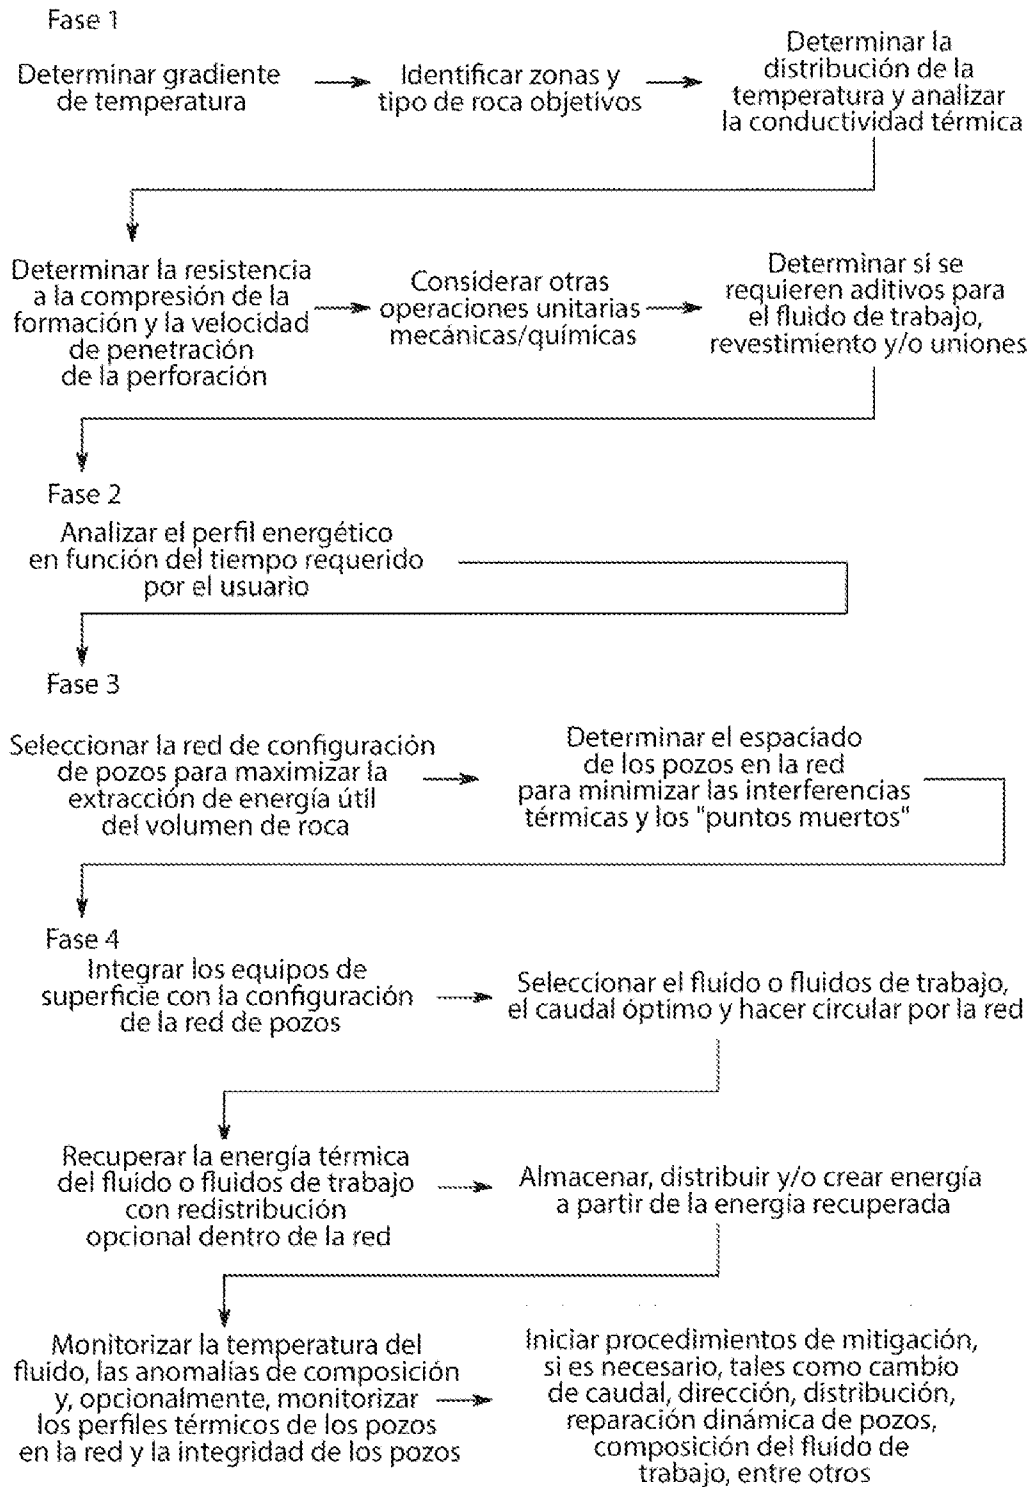 Fase 1
Determinar gradiente
de temperatura
Identificar zonas y
tipo de roca objetivos
Determinar la
distribución de la
temperatura y analizar
la conductividad térmica
Determinar la resistencia
a la compresión de la
formación y la velocidad
de penetración
de la perforación
Considerar otras
operaciones unitarias
mecánicas/químicas
Determinar si se
requieren aditivos para
el fluido de trabajo,
revestimiento y/o uniones
Fase 2
Analizar el perfil energético
en función del tiempo requerido
por el usuario
Fase 3
Seleccionar la red de configuración
de pozos para maximizar la
extracción de energía útil
del volumen de roca
Determinar el espaciado
de los pozos en la red
para minimizar las interferencias
térmicas y los "puntos muertos"
Fase 4
Integrar los equipos de
superficie con la configuración
de la red de pozos
Seleccionar el fluido o fluidos de trabajo,
el caudal óptimo y hacer circular por la red
Recuperar la energía térmica
del fluido o fluidos de trabajo
con redistribución
opcional dentro de la red
Almacenar, distribuir y/o crear energía
a partir de la energía recuperada
Monitorizar la temperatura del
fluido, las anomalías de composición
y, opcionalmente, monitorizar
los perfiles térmicos de los pozos
en la red y la integridad de los pozos
Iniciar procedimientos de mitigación,
si es necesario, tales como cambio
de caudal, dirección, distribución,
reparación dinámica de pozos,
composición del fluido de
trabajo, entre otros